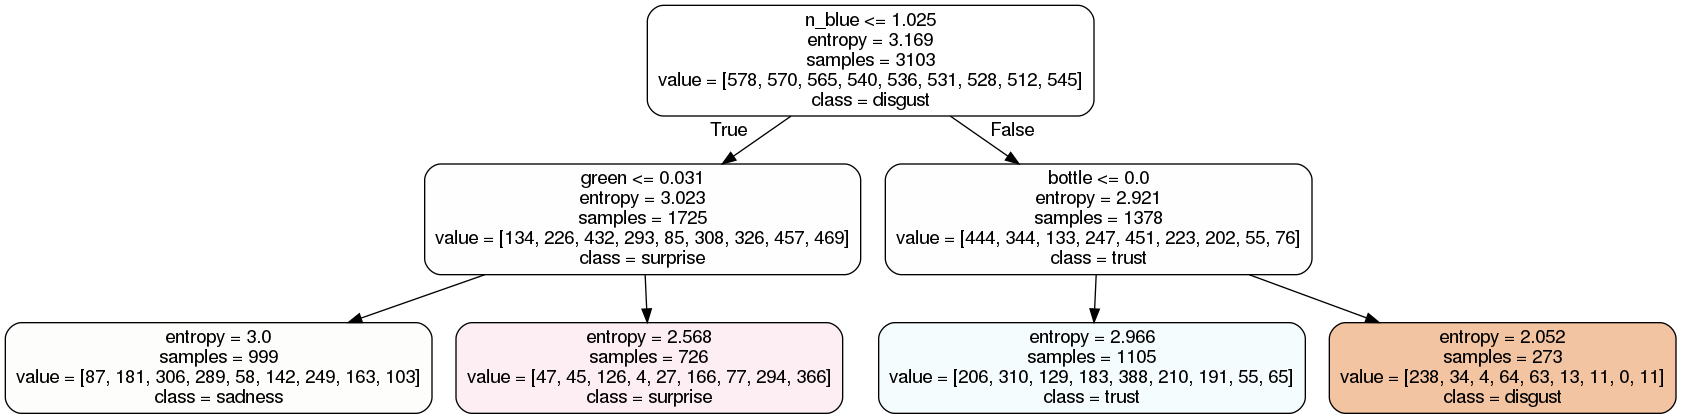 n_blue <= 1.025
entropy = 3.169
samples = 3103
value = [578, 570, 565, 540, 536, 531, 528, 512, 545]
class = disgust
True
False
green <= 0.031
entropy = 3.023
samples = 1725
value = [134, 226, 432, 293, 85, 308, 326, 457, 469]
class = surprise
bottle <= 0.0
entropy = 2.921
samples = 1378
value = [444, 344, 133, 247, 451, 223, 202, 55, 76]
class = trust
entropy = 3.0
samples = 999
value = [87, 181, 306, 289, 58, 142, 249, 163, 103]
class = sadness
entropy = 2.568
samples = 726
value = [47, 45, 126, 4, 27, 166, 77, 294, 366]
class = surprise
entropy = 2.966
samples = 1105
value = [206, 310, 129, 183, 388, 210, 191, 55, 65]
class = trust
entropy = 2.052
samples = 273
value = [238, 34, 4, 64, 63, 13, 11, 0, 11]
class = disgust